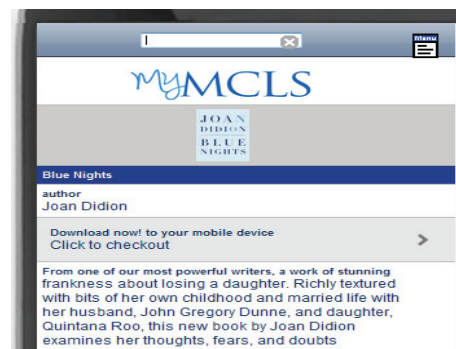 Menu
myMCLS
JOAN
DIDION
BLUE
NIGHTS
Blue Nights
author
Joan Didion
Download now! to your mobile device
Click to checkout
From one of our most powerful writers, a work of stunning
frankness about losing a daughter. Richly textured
with bits of her own childhood and married life with
her husband, John Gregory Dunne, and daughter,
Quintana Roo, this new book by Joan Didion
examines her thoughts, fears, and doubts